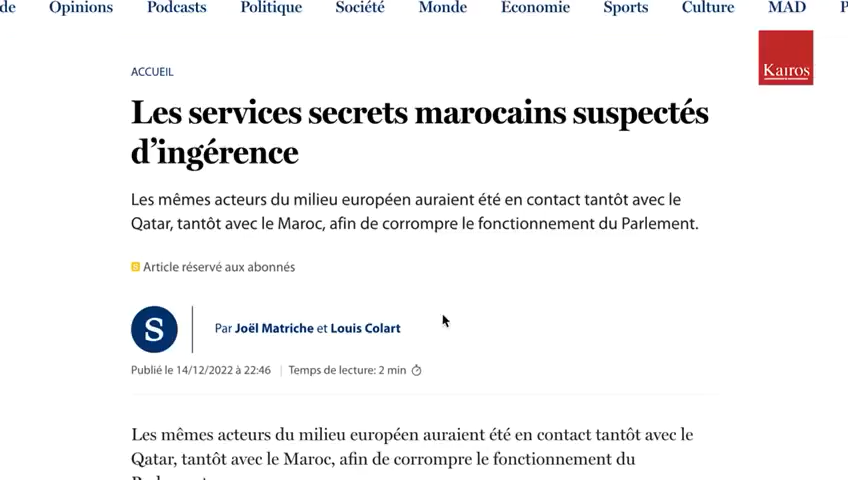 de Opinions Podcasts Politique Société Monde Economie Sports Culture MAD P
Kairos
ACCUEIL
Les services secrets marocains suspectés
d’ingérence
Les mêmes acteurs du milieu européen auraient été en contact tantôt avec le
Qatar, tantôt avec le Maroc, afin de corrompre le fonctionnement du Parlement.
S Article réservé aux abonnés
S
Par Joël Matriche et Louis Colart
Publié le 14/12/2022 à 22:46 | Temps de lecture: 2 min
Les mêmes acteurs du milieu européen auraient été en contact tantôt avec le
Qatar, tantôt avec le Maroc, afin de corrompre le fonctionnement du